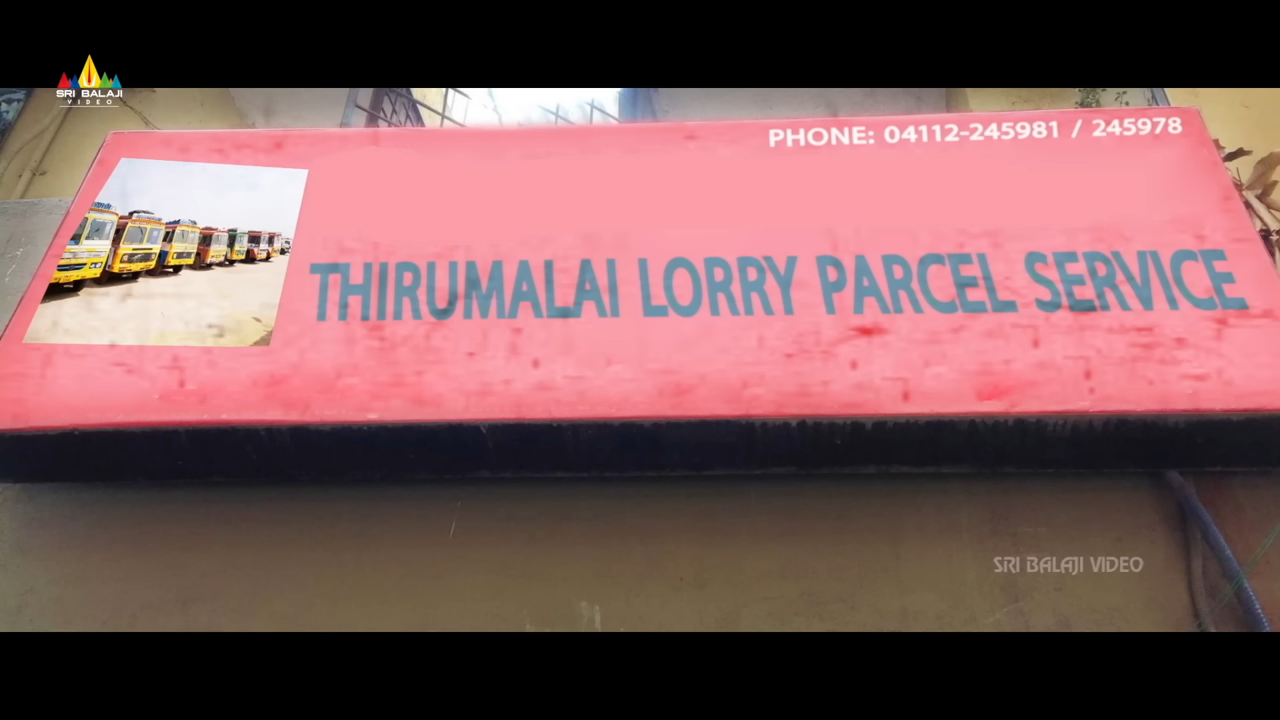 SRI BALAJI
VIDEO
PHONE: 04112-245981 / 245978
THIRUMALAI LORRY PARCEL SERVICE
SRI BALAJI VIDEO